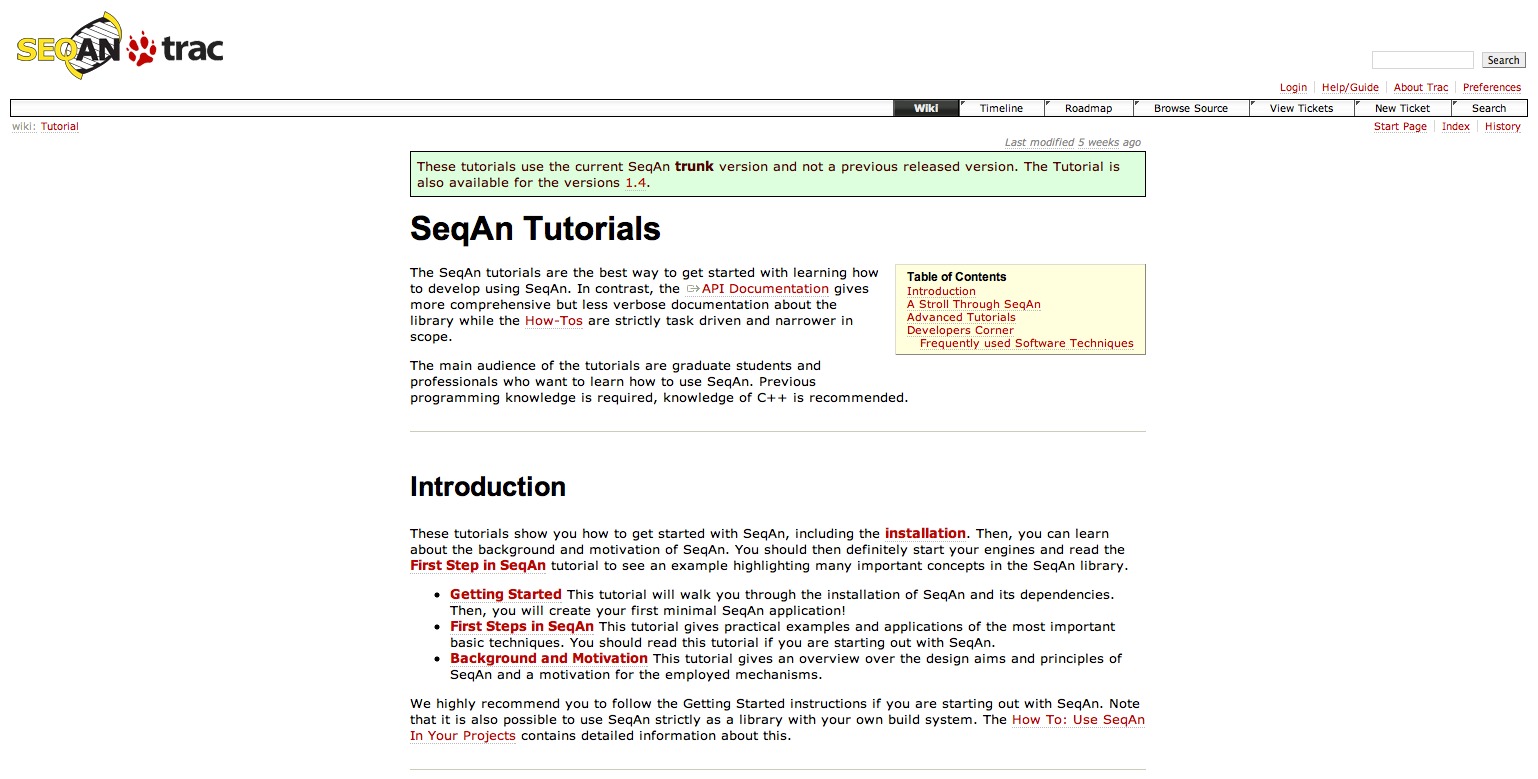 SEQAN trac
Search
Login Help/Guide About Trac Preferences
Wiki Timeline Roadmap Browse Source View Tickets New Ticket Search
wiki: Tutorial
Start Page Index History
Last modified 5 weeks ago
These tutorials use the current SeqAn trunk version and not a previous released version. The Tutorial is
also available for the versions 1.4.
SeqAn Tutorials
The SeqAn tutorials are the best way to get started with learning how
to develop using SeqAn. In contrast, the API Documentation gives
more comprehensive but less verbose documentation about the
library while the How-Tos are strictly task driven and narrower in
scope.
Table of Contents
Introduction
A Stroll Through SeqAn
Advanced Tutorials
Developers Corner
Frequently used Software Techniques
The main audience of the tutorials are graduate students and
professionals who want to learn how to use SeqAn. Previous
programming knowledge is required, knowledge of C++ is recommended.
Introduction
These tutorials show you how to get started with SeqAn, including the installation. Then, you can learn
about the background and motivation of SeqAn. You should then definitely start your engines and read the
First Step in SeqAn tutorial to see an example highlighting many important concepts in the SeqAn library.
• Getting Started This tutorial will walk you through the installation of SeqAn and its dependencies.
Then, you will create your first minimal SeqAn application!
• First Steps in SeqAn This tutorial gives practical examples and applications of the most important
basic techniques. You should read this tutorial if you are starting out with SeqAn.
• Background and Motivation This tutorial gives an overview over the design aims and principles of
SeqAn and a motivation for the employed mechanisms.
We highly recommend you to follow the Getting Started instructions if you are starting out with SeqAn. Note
that it is also possible to use SeqAn strictly as a library with your own build system. The How To: Use SeqAn
In Your Projects contains detailed information about this.